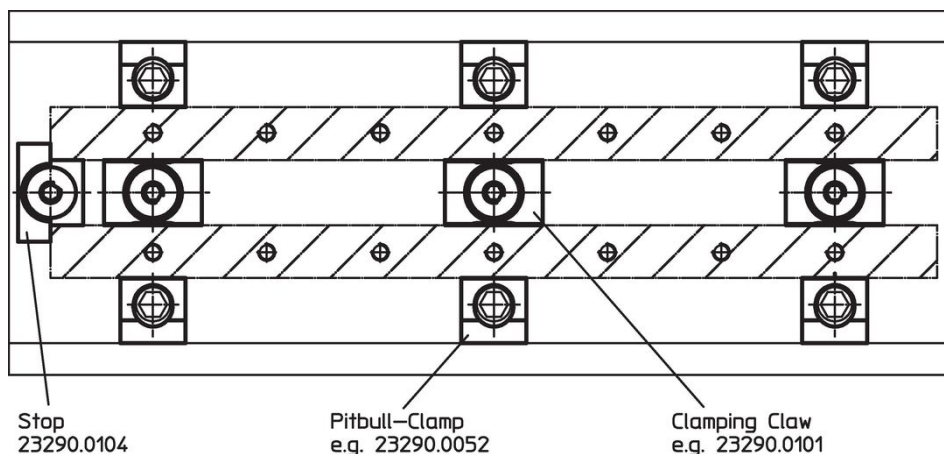 Stop
23290.0104
Pitbull-Clamp
e.g. 23290.0052
Clamping Claw
e.g. 23290.0101